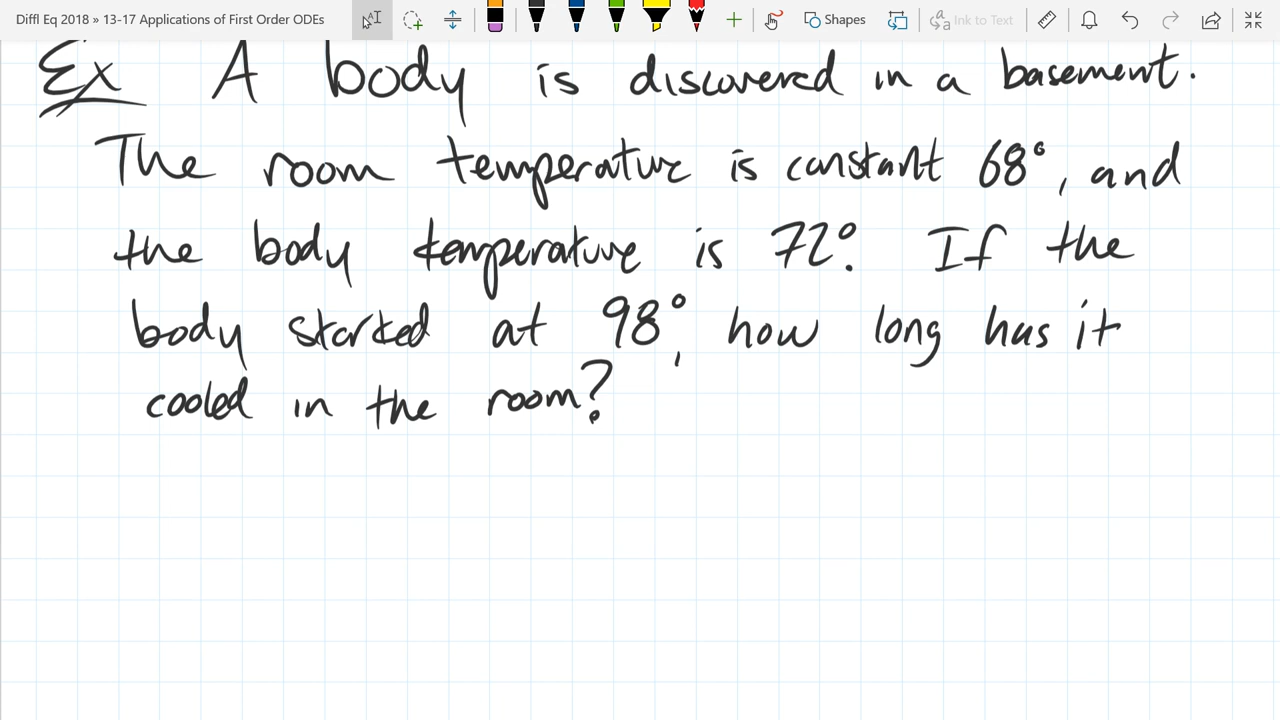 Diffl Eq 2018 » 13-17 Applications of First Order ODEs
Shapes
Ink to Text
Ex A body is discovered in a basement.
The room temperature is constant 68°, and
the body temperature is 72°. If the
body started at 98°, how long has it
cooled in the room?